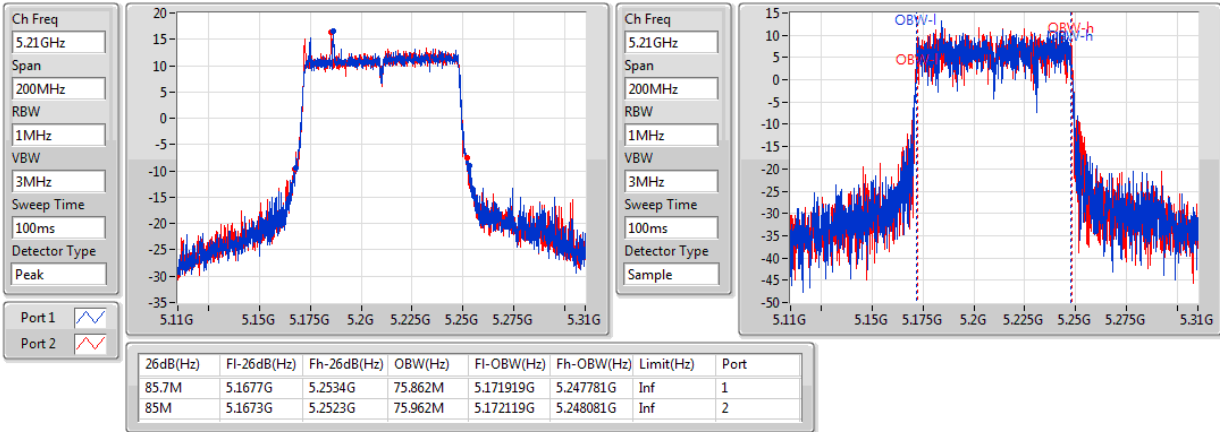 Ch Freq
5.21GHz
Span
200MHz
RBW
1MHz
VBW
3MHz
Sweep Time
100ms
Detector Type
Peak
Port 1
Port 2
20
15
10
5
0
-5
-10
-15
-20
-25
-30
-35
5.11G 5.15G 5.175G 5.2G 5.225G 5.25G 5.275G 5.31G
Ch Freq
5.21GHz
Span
200MHz
RBW
1MHz
VBW
3MHz
Sweep Time
100ms
Detector Type
Sample
15
10
5
0
-5
-10
-15
-20
-25
-30
-35
-40
-45
-50
OBW-l
OBW-h
5.11G 5.15G 5.175G 5.2G 5.225G 5.25G 5.275G 5.31G
26dB(Hz) Fl-26dB(Hz) Fh-26dB(Hz) OBW(Hz) Fl-OBW(Hz) Fh-OBW(Hz) Limit(Hz) Port
85.7M 5.1677G 5.2534G 75.862M 5.171919G 5.247781G Inf 1
85M 5.1673G 5.2523G 75.962M 5.172119G 5.248081G Inf 2